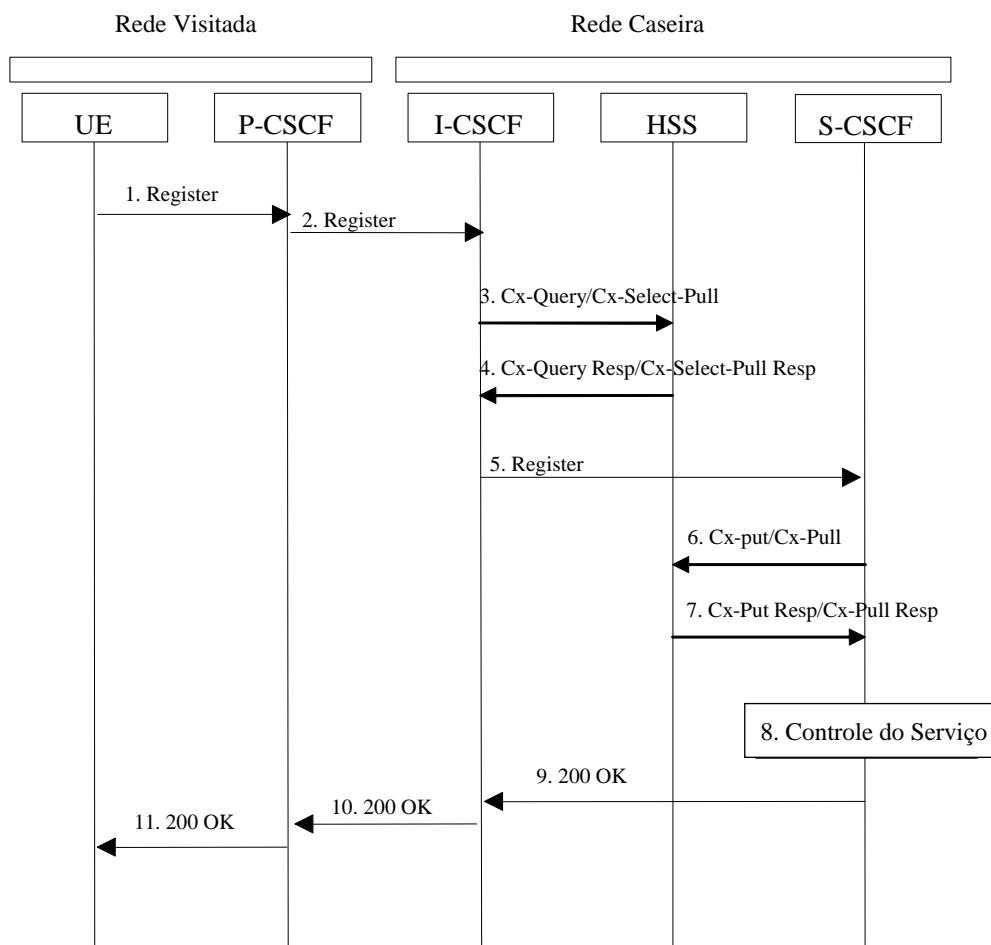 Rede Visitada
Rede Caseira
UE
P-CSCF
I-CSCF
HSS
S-CSCF
1. Register
2. Register
3. Cx-Query/Cx-Select-Pull
4. Cx-Query Resp/Cx-Select-Pull Resp
5. Register
6. Cx-put/Cx-Pull
7. Cx-Put Resp/Cx-Pull Resp
8. Controle do Serviço
9. 200 OK
10. 200 OK
11. 200 OK